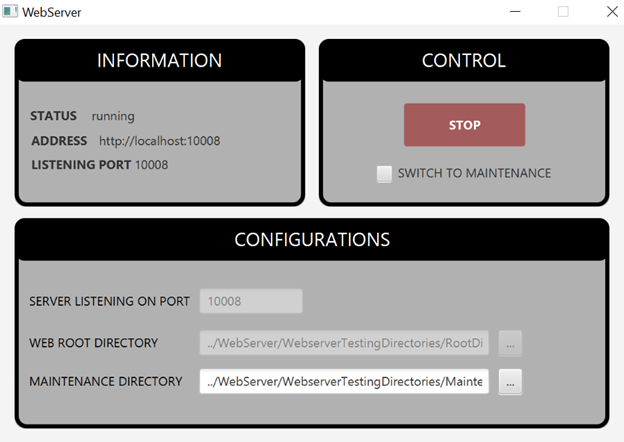 WebServer
INFORMATION
STATUS running
ADDRESS http://localhost:10008
LISTENING PORT 10008
CONTROL
STOP
SWITCH TO MAINTENANCE
CONFIGURATIONS
SERVER LISTENING ON PORT 10008
WEB ROOT DIRECTORY ../WebServer/WebserverTestingDirectories/RootDi ...
MAINTENANCE DIRECTORY ../WebServer/WebserverTestingDirectories/Mainte ...